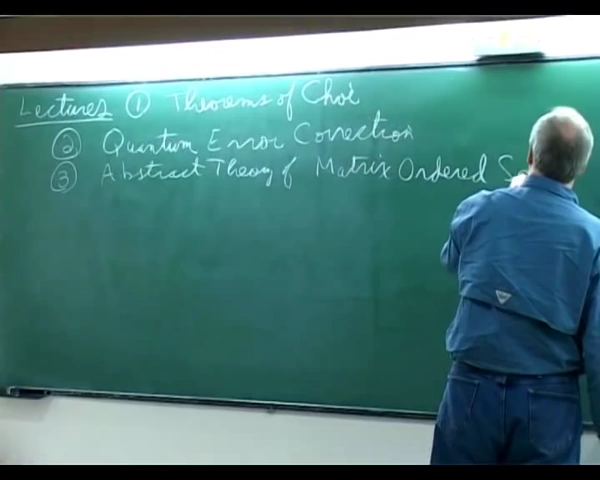 Lectures ① Theorems of Choi
② Quantum Error Correction
③ Abstract Theory of Matrix Ordered S